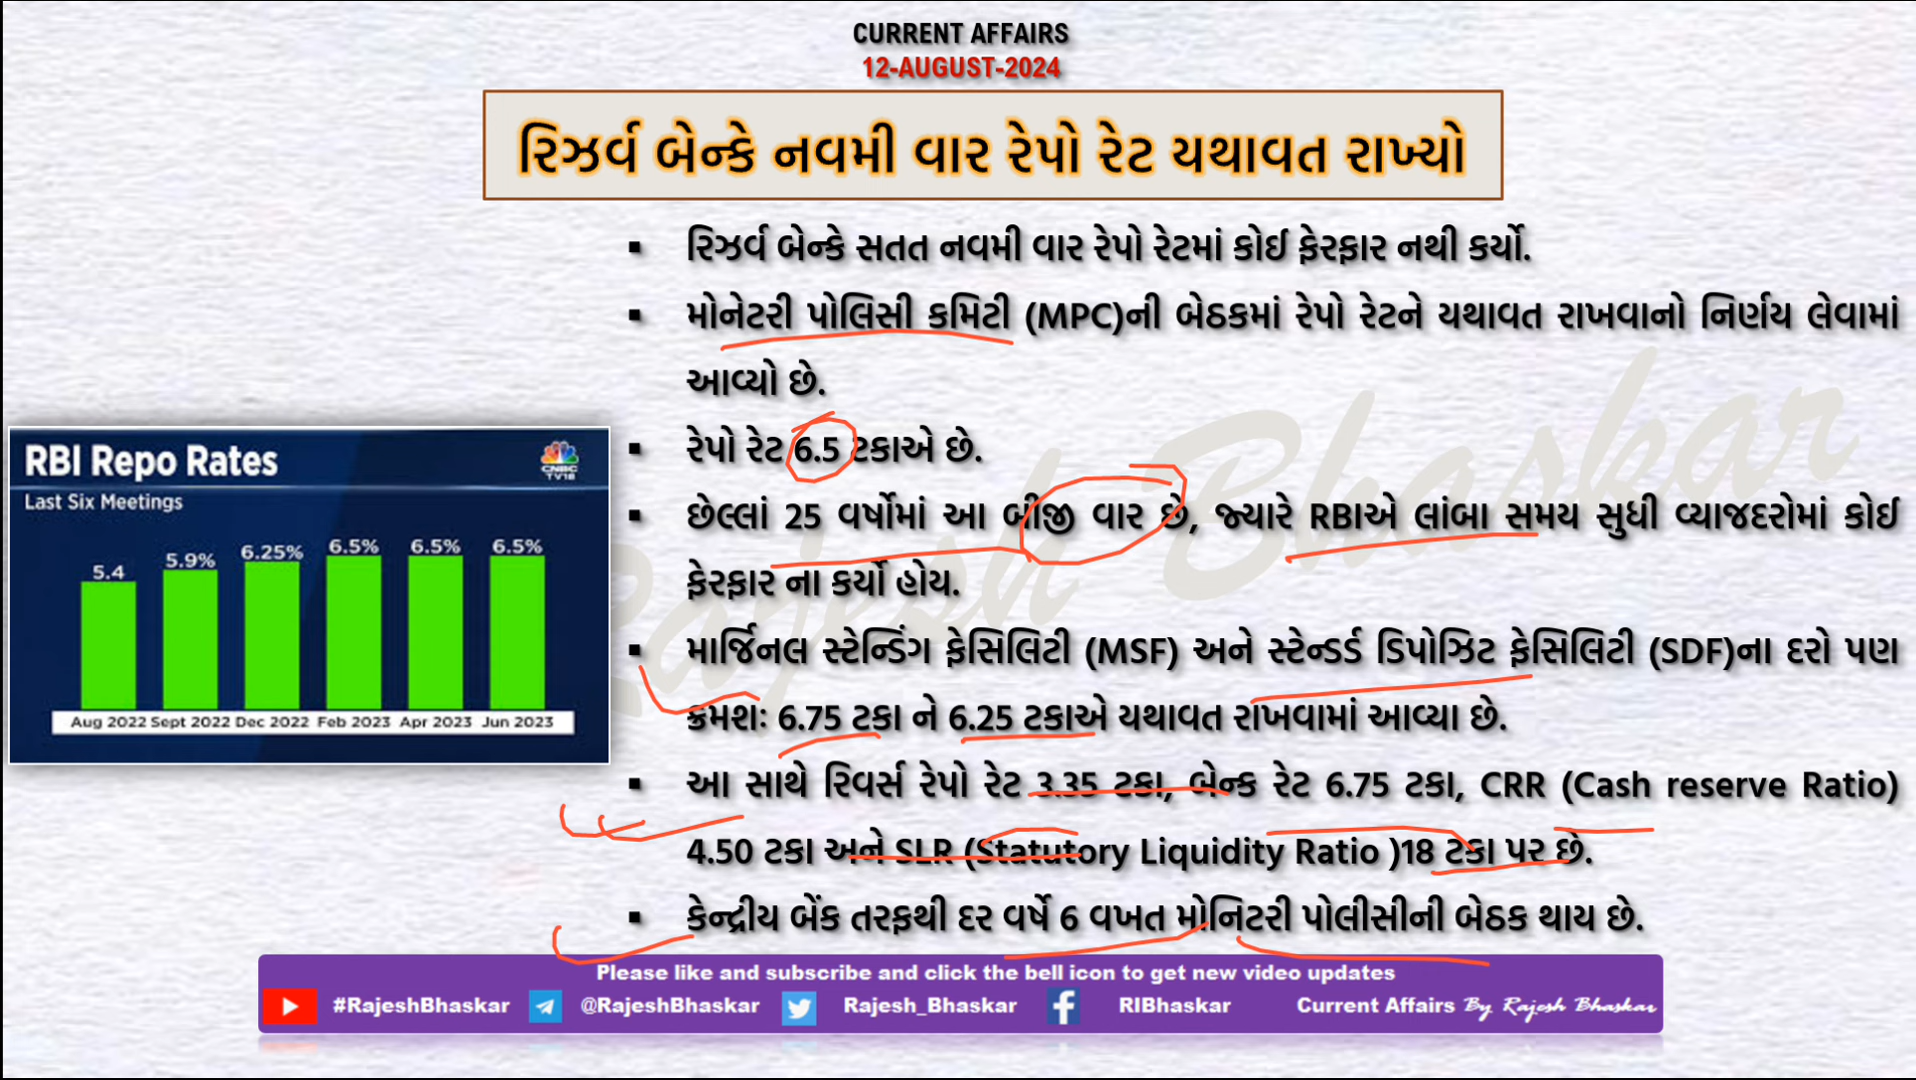 CURRENT AFFAIRS
12-AUGUST-2024
રિઝર્વ બેન્કે નવમી વાર રેપો રેટ યથાવત રાખ્યો
▪ રિઝર્વ બેન્કે સતત નવમી વાર રેપો રેટમાં કોઈ ફેરફાર નથી કર્યો.
▪ મોનેટરી પોલિસી કમિટી (MPC)ની બેઠકમાં રેપો રેટને યથાવત રાખવાનો નિર્ણય લેવામાં
આવ્યો છે.
▪ રેપો રેટ 6.5 ટકાએ છે.
▪ છેલ્લાં 25 વર્ષોમાં આ બીજી વાર છે, જ્યારે RBIએ લાંબા સમય સુધી વ્યાજદરોમાં કોઈ
ફેરફાર ના કર્યો હોય.
▪ માર્જિનલ સ્ટેન્ડિંગ ફેસિલિટી (MSF) અને સ્ટેન્ડર્ડ ડિપોઝિટ ફેસિલિટી (SDF)ના દરો પણ
ક્રમશઃ 6.75 ટકા ને 6.25 ટકાએ યથાવત રાખવામાં આવ્યા છે.
▪ આ સાથે રિવર્સ રેપો રેટ 3.35 ટકા, બેન્ક રેટ 6.75 ટકા, CRR (Cash reserve Ratio)
4.50 ટકા અને SLR (Statutory Liquidity Ratio )18 ટકા પર છે.
▪ કેન્દ્રીય બેંક તરફથી દર વર્ષે 6 વખત મોનિટરી પોલીસીની બેઠક થાય છે.
RBI Repo Rates
CNBC
TV18
Last Six Meetings
5.4 5.9% 6.25% 6.5% 6.5% 6.5%
Aug 2022 Sept 2022 Dec 2022 Feb 2023 Apr 2023 Jun 2023
Rajesh Bhaskar
Please like and subscribe and click the bell icon to get new video updates
#RajeshBhaskar @RajeshBhaskar Rajesh_Bhaskar RIBhaskar Current Affairs By Rajesh Bhaskar